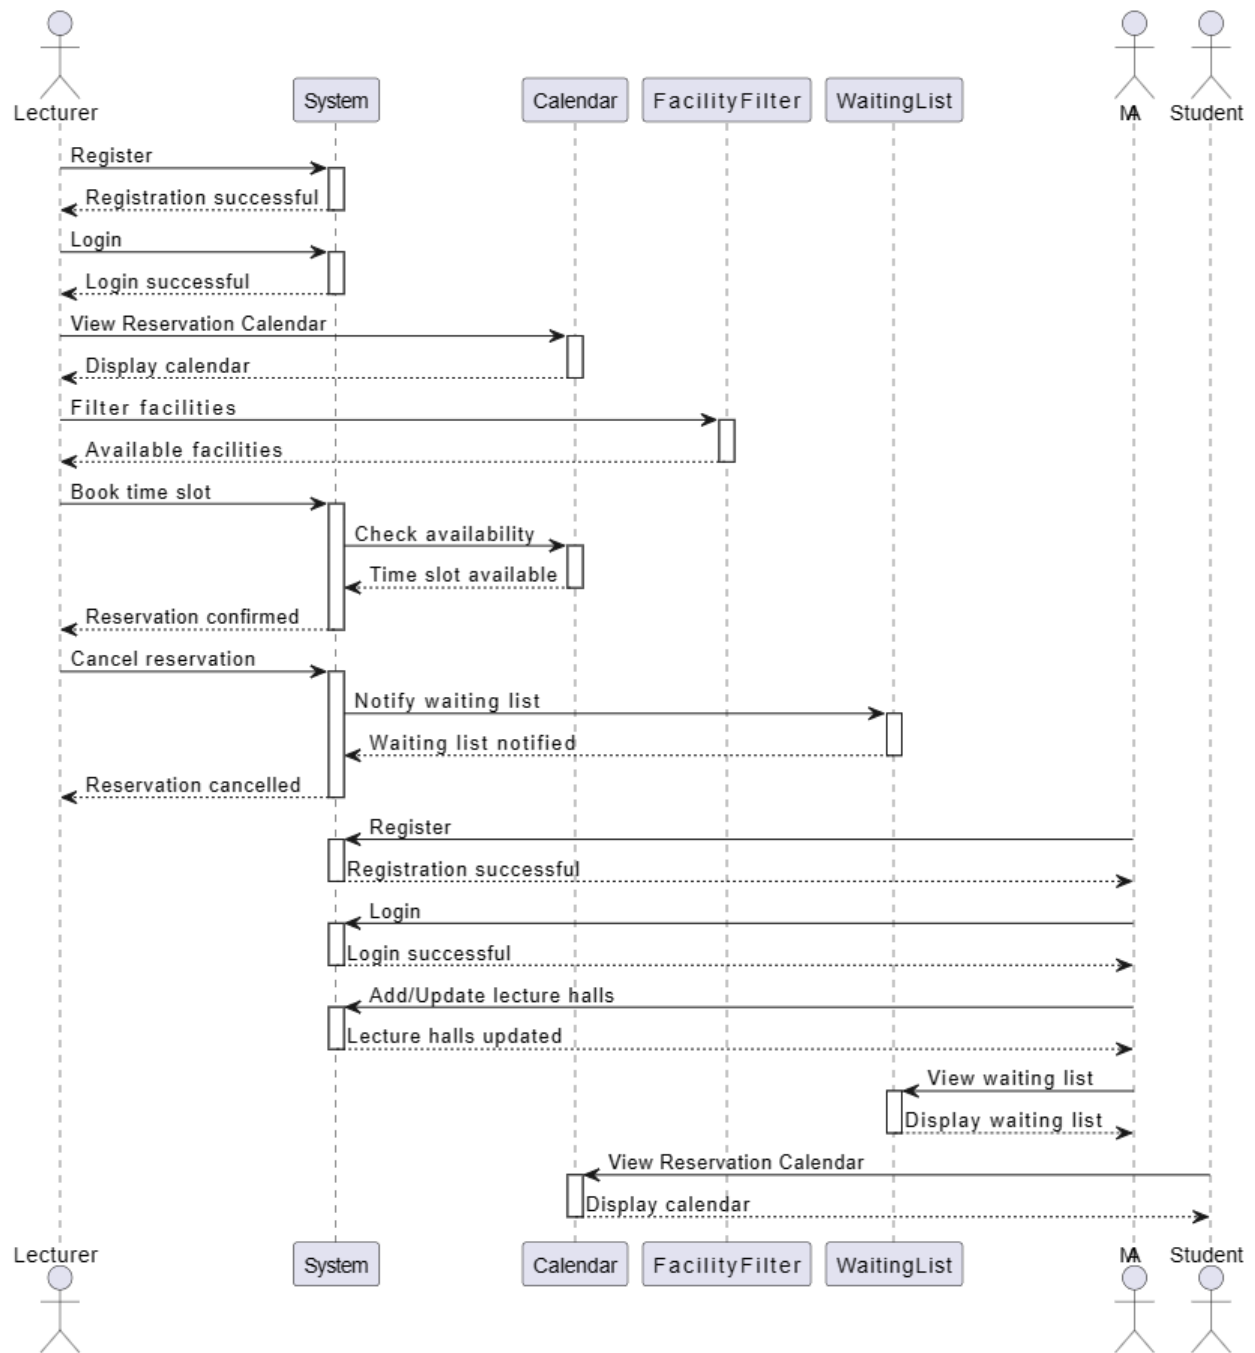 Lecturer
System
Calendar
FacilityFilter
WaitingList
MA
Student
Register
Registration successful
Login
Login successful
View Reservation Calendar
Display calendar
Filter facilities
Available facilities
Book time slot
Check availability
Time slot available
Reservation confirmed
Cancel reservation
Notify waiting list
Waiting list notified
Reservation cancelled
Register
Registration successful
Login
Login successful
Add/Update lecture halls
Lecture halls updated
View waiting list
Display waiting list
View Reservation Calendar
Display calendar
Lecturer
System
Calendar
FacilityFilter
WaitingList
MA
Student